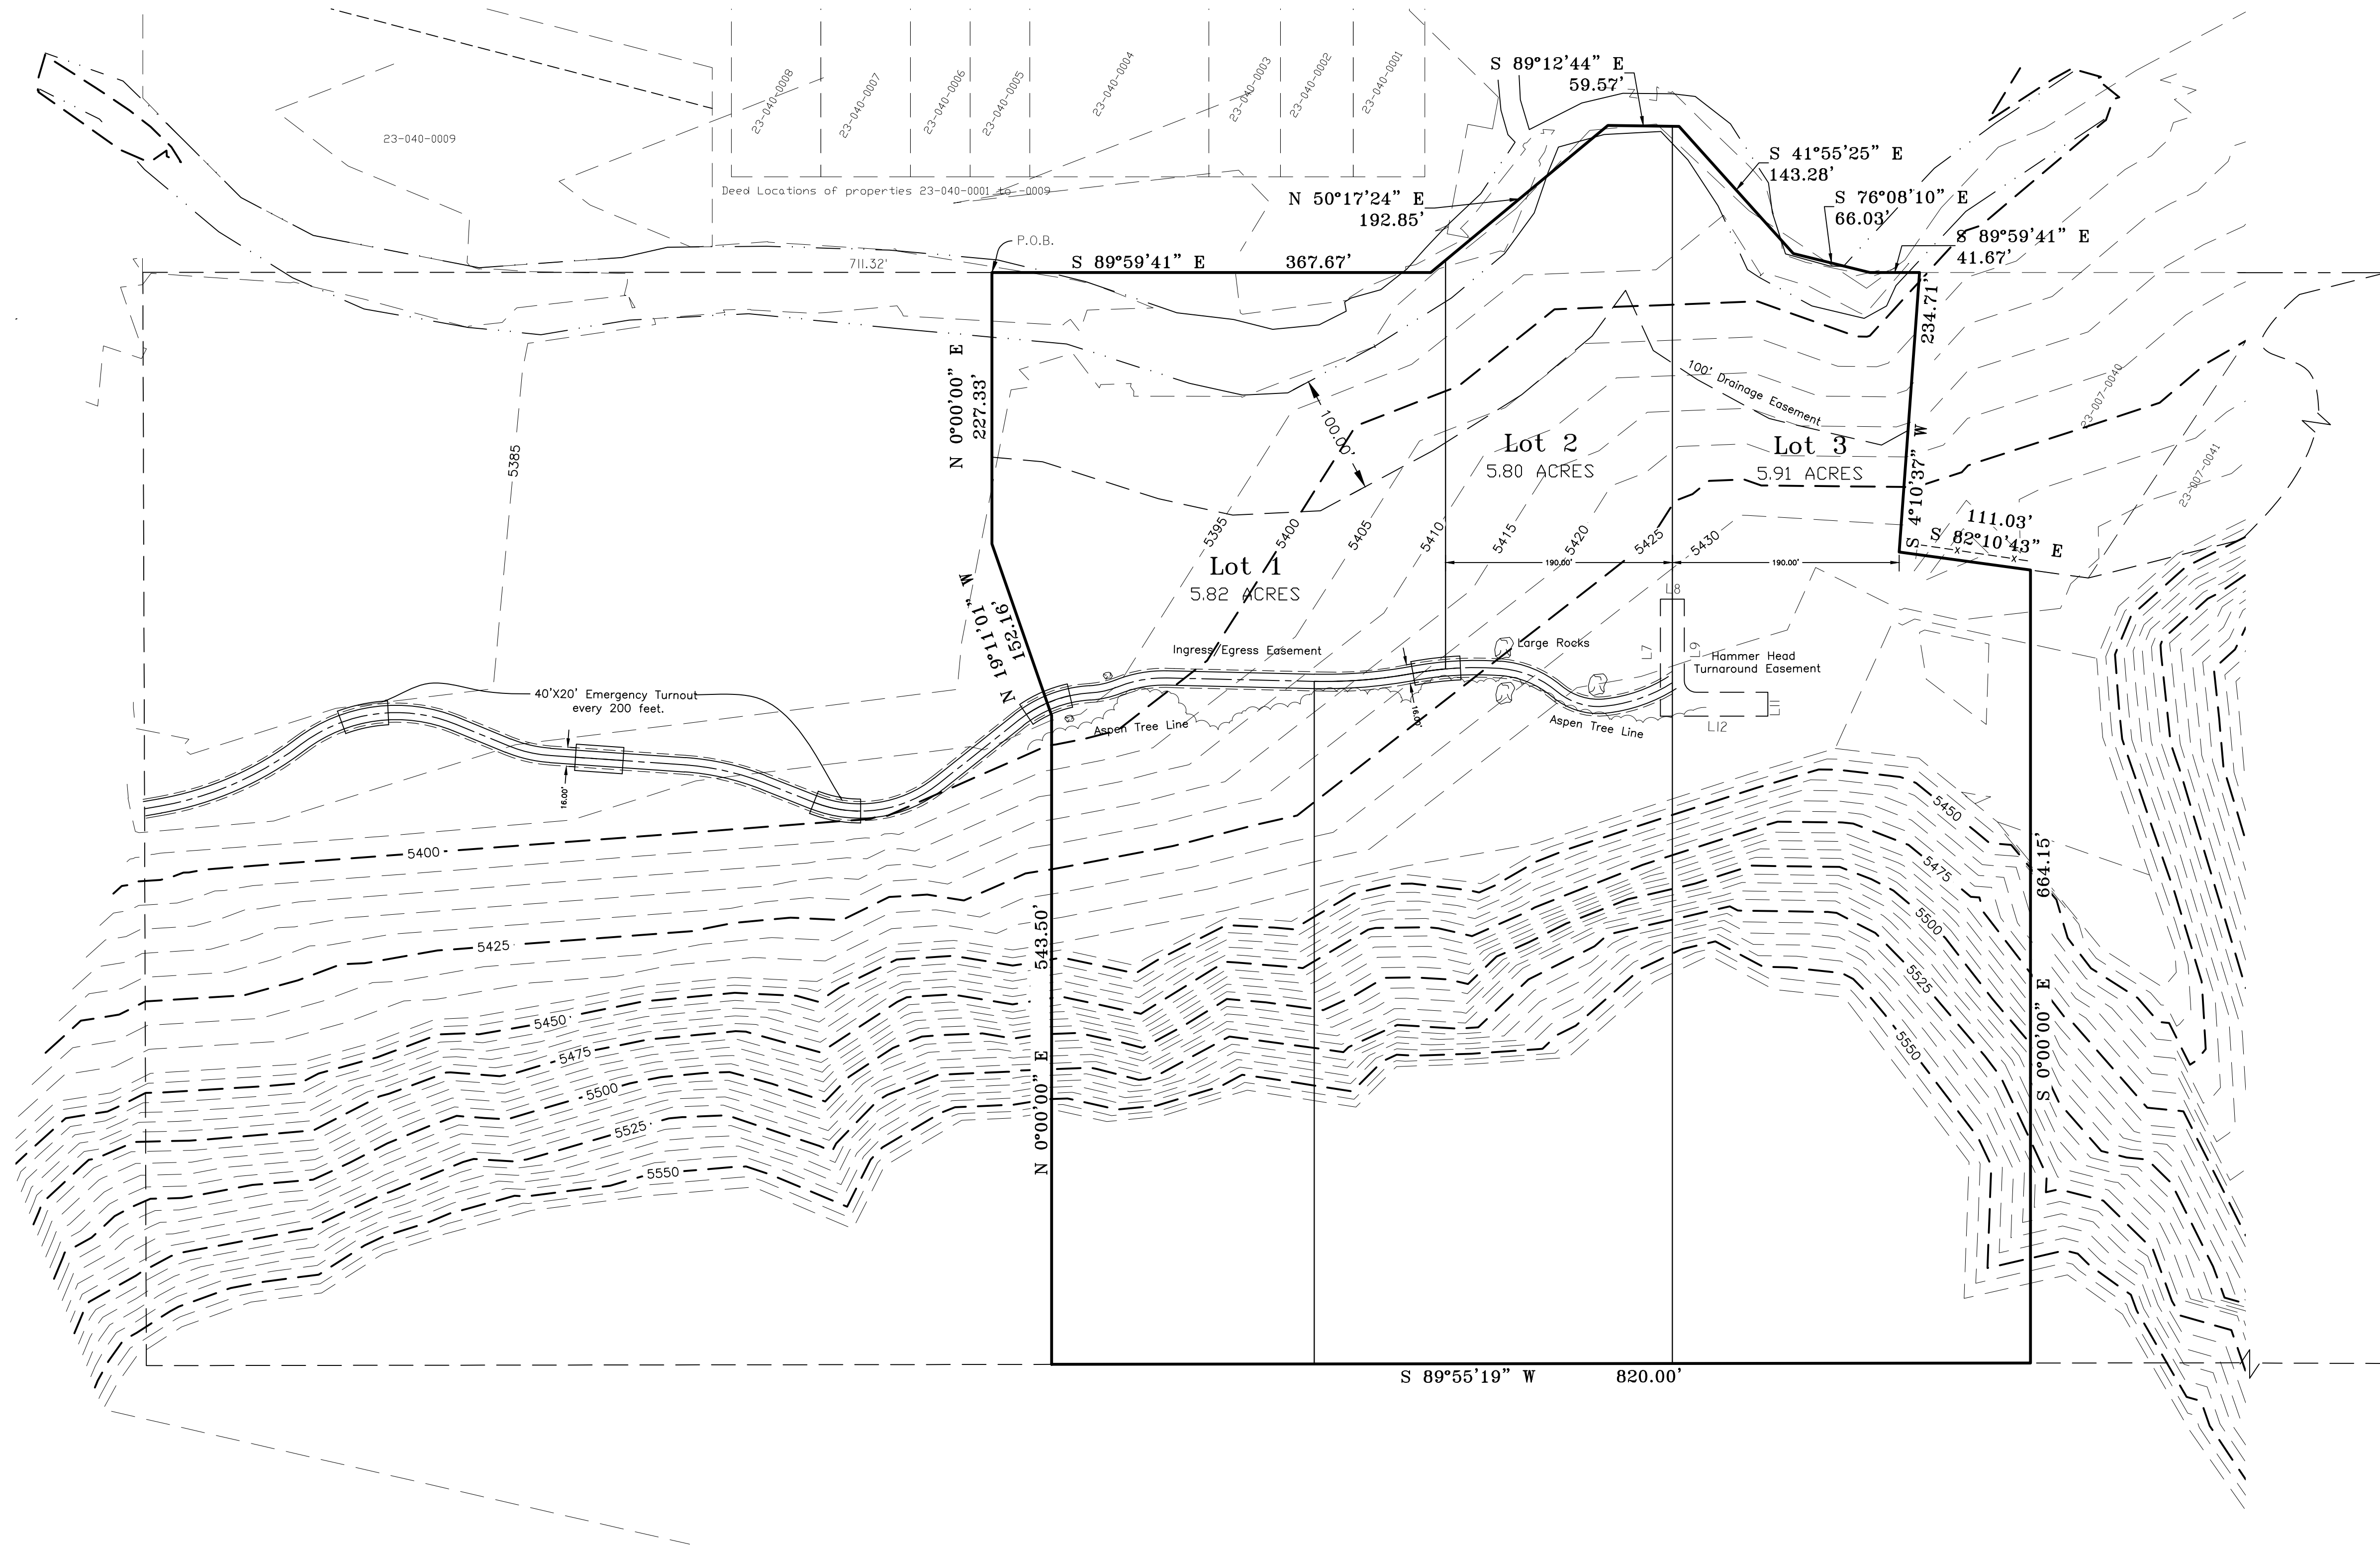 S 89°12'44" E
59.57'
23-040-0008
23-040-0007
23-040-0006
23-040-0005
23-040-0004
23-040-0003
23-040-0002
23-040-0001
23-040-0009
Deed Locations of properties 23-040-0001 to -0009
S 41°55'25" E
143.28'
S 76°08'10" E
66.03'
N 50°17'24" E
192.85'
S 89°59'41" E
41.67'
P.O.B.
711.32'
S 89°59'41" E 367.67'
234.71"
S 4°10'37" W
N 0°00'00" E
227.33'
100' Drainage Easement
23-007-0040
23-007-0041
100.00'
Lot 2
5.80 ACRES
Lot 3
5.91 ACRES
5385
5395
5400
5405
5410
5415
5420
5425
5430
111.03'
S 82°10'43" E
x x
Lot 1
5.82 ACRES
190.00'
190.00'
N 19°11'01" W
152.16'
L8
L7
L9
Ingress/Egress Easement
Large Rocks
Hammer Head
Turnaround Easement
40'X20' Emergency Turnout
every 200 feet.
16.00'
16.00'
Aspen Tree Line
Aspen Tree Line
L11
L12
5400
5425
5450
5475
5500
5525
5550
5450
5475
5500
5525
5550
664.15'
S 0°00'00" E
543.50'
N 0°00'00" E
S 89°55'19" W 820.00'